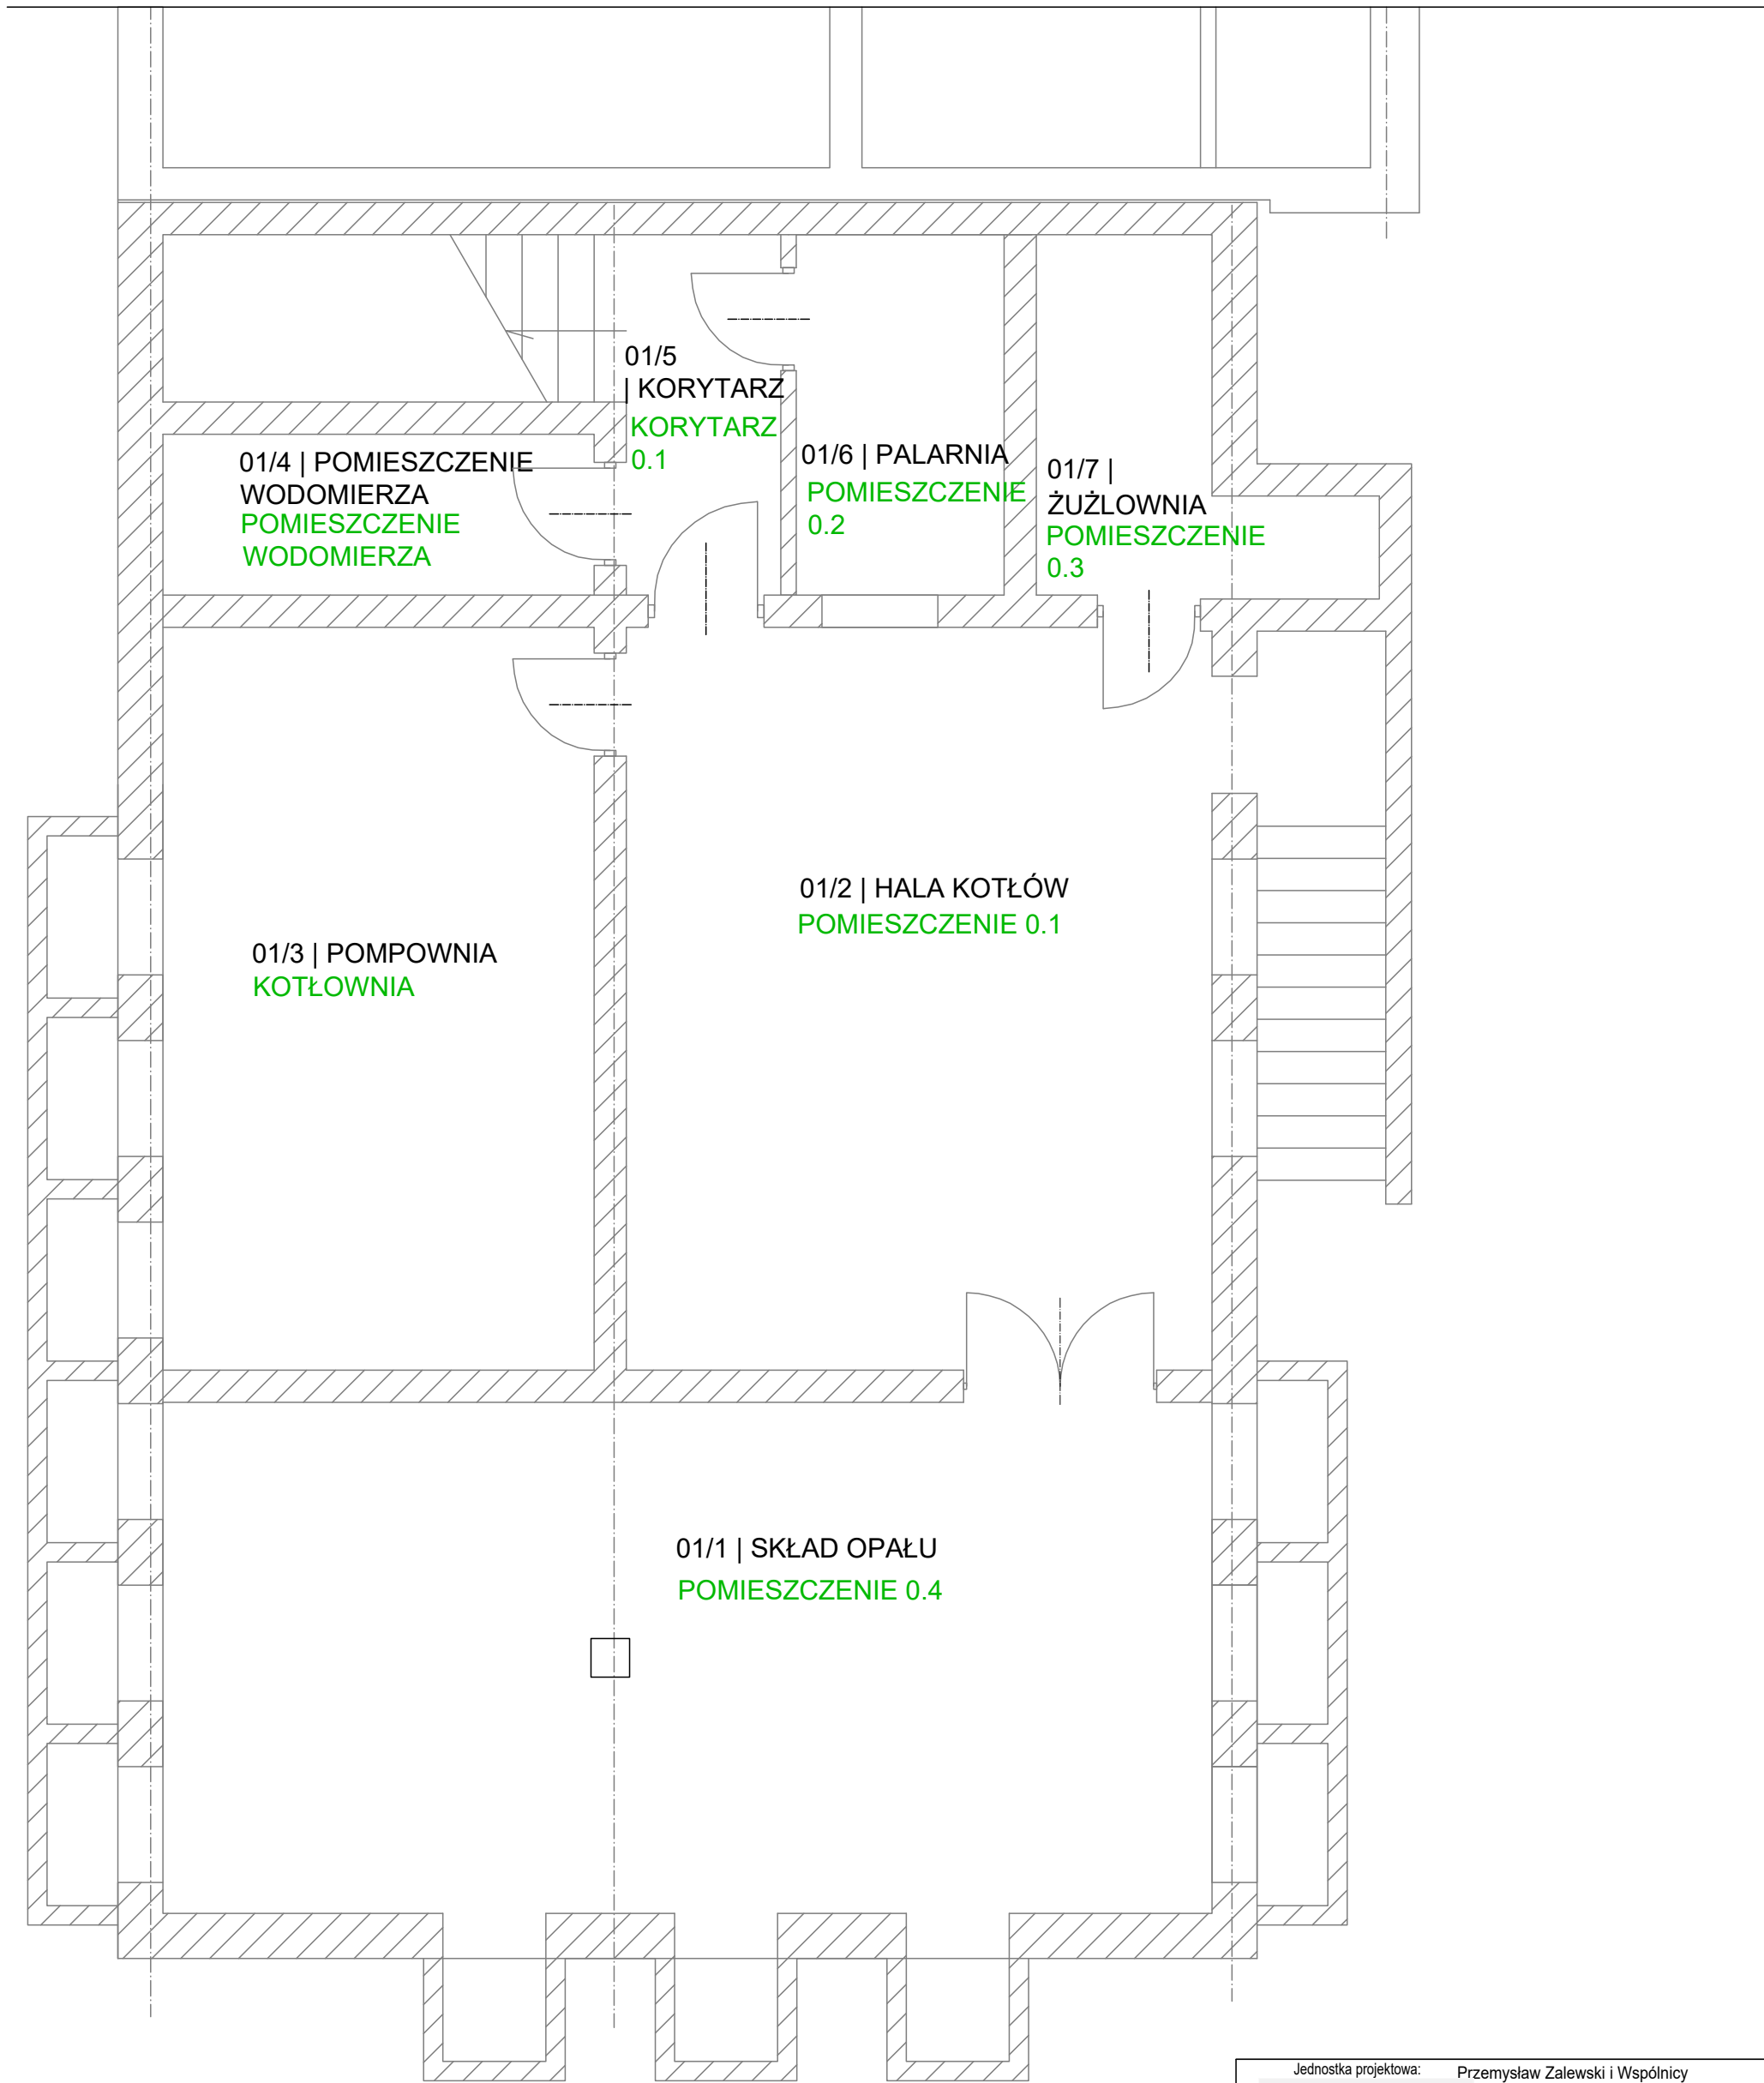 01/5
| KORYTARZ
KORYTARZ
0.1
01/4 | POMIESZCZENIE
WODOMIERZA
POMIESZCZENIE
WODOMIERZA
01/6 | PALARNIA
POMIESZCZENIE
0.2
01/7 |
ŻUŻLOWNIA
POMIESZCZENIE
0.3
01/2 | HALA KOTŁÓW
POMIESZCZENIE 0.1
01/3 | POMPOWNIA
KOTŁOWNIA
01/1 | SKŁAD OPAŁU
POMIESZCZENIE 0.4
Jednostka projektowa: Przemysław Zalewski i Wspólnicy